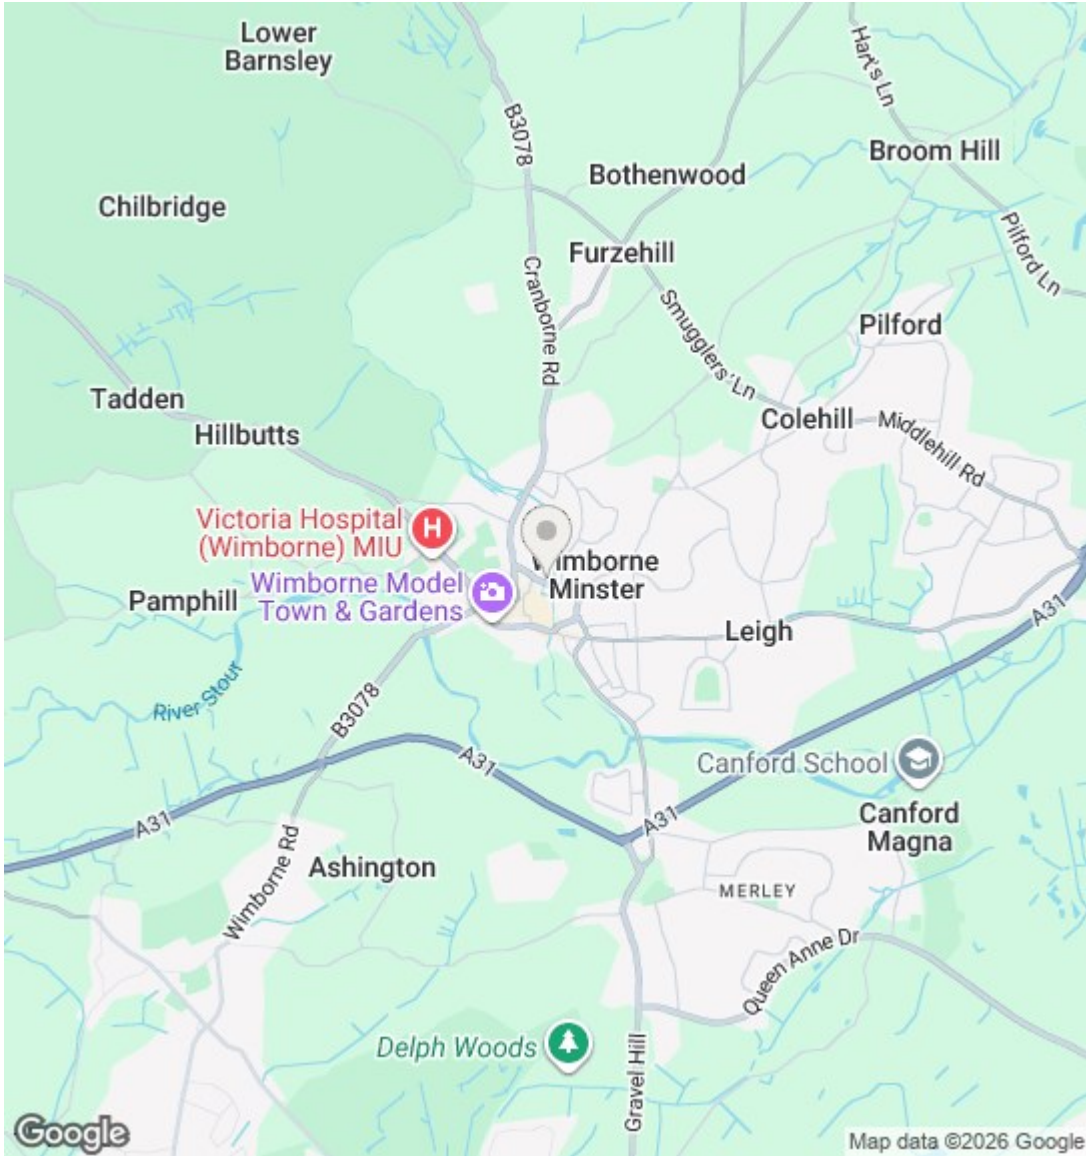 Lower
Barnsley
B3078
Hart's Ln
Broom Hill
Bothenwood
Chilbridge
Pilford Ln
Furzehill
Cranborne Rd
Smugglers' Ln
Pilford
Tadden
Hillbutts
Colehill
Middlehill Rd
Victoria Hospital
(Wimborne) MIU
H
Wimborne
Minster
Wimborne Model
Town & Gardens
Pamphill
Leigh
A31
River Stour
B3078
A31
Canford School
A31
A31
Canford
Magna
Ashington
Wimborne Rd
MERLEY
Queen Anne Dr
Delph Woods
Gravel Hill
Google
Map data ©2026 Google